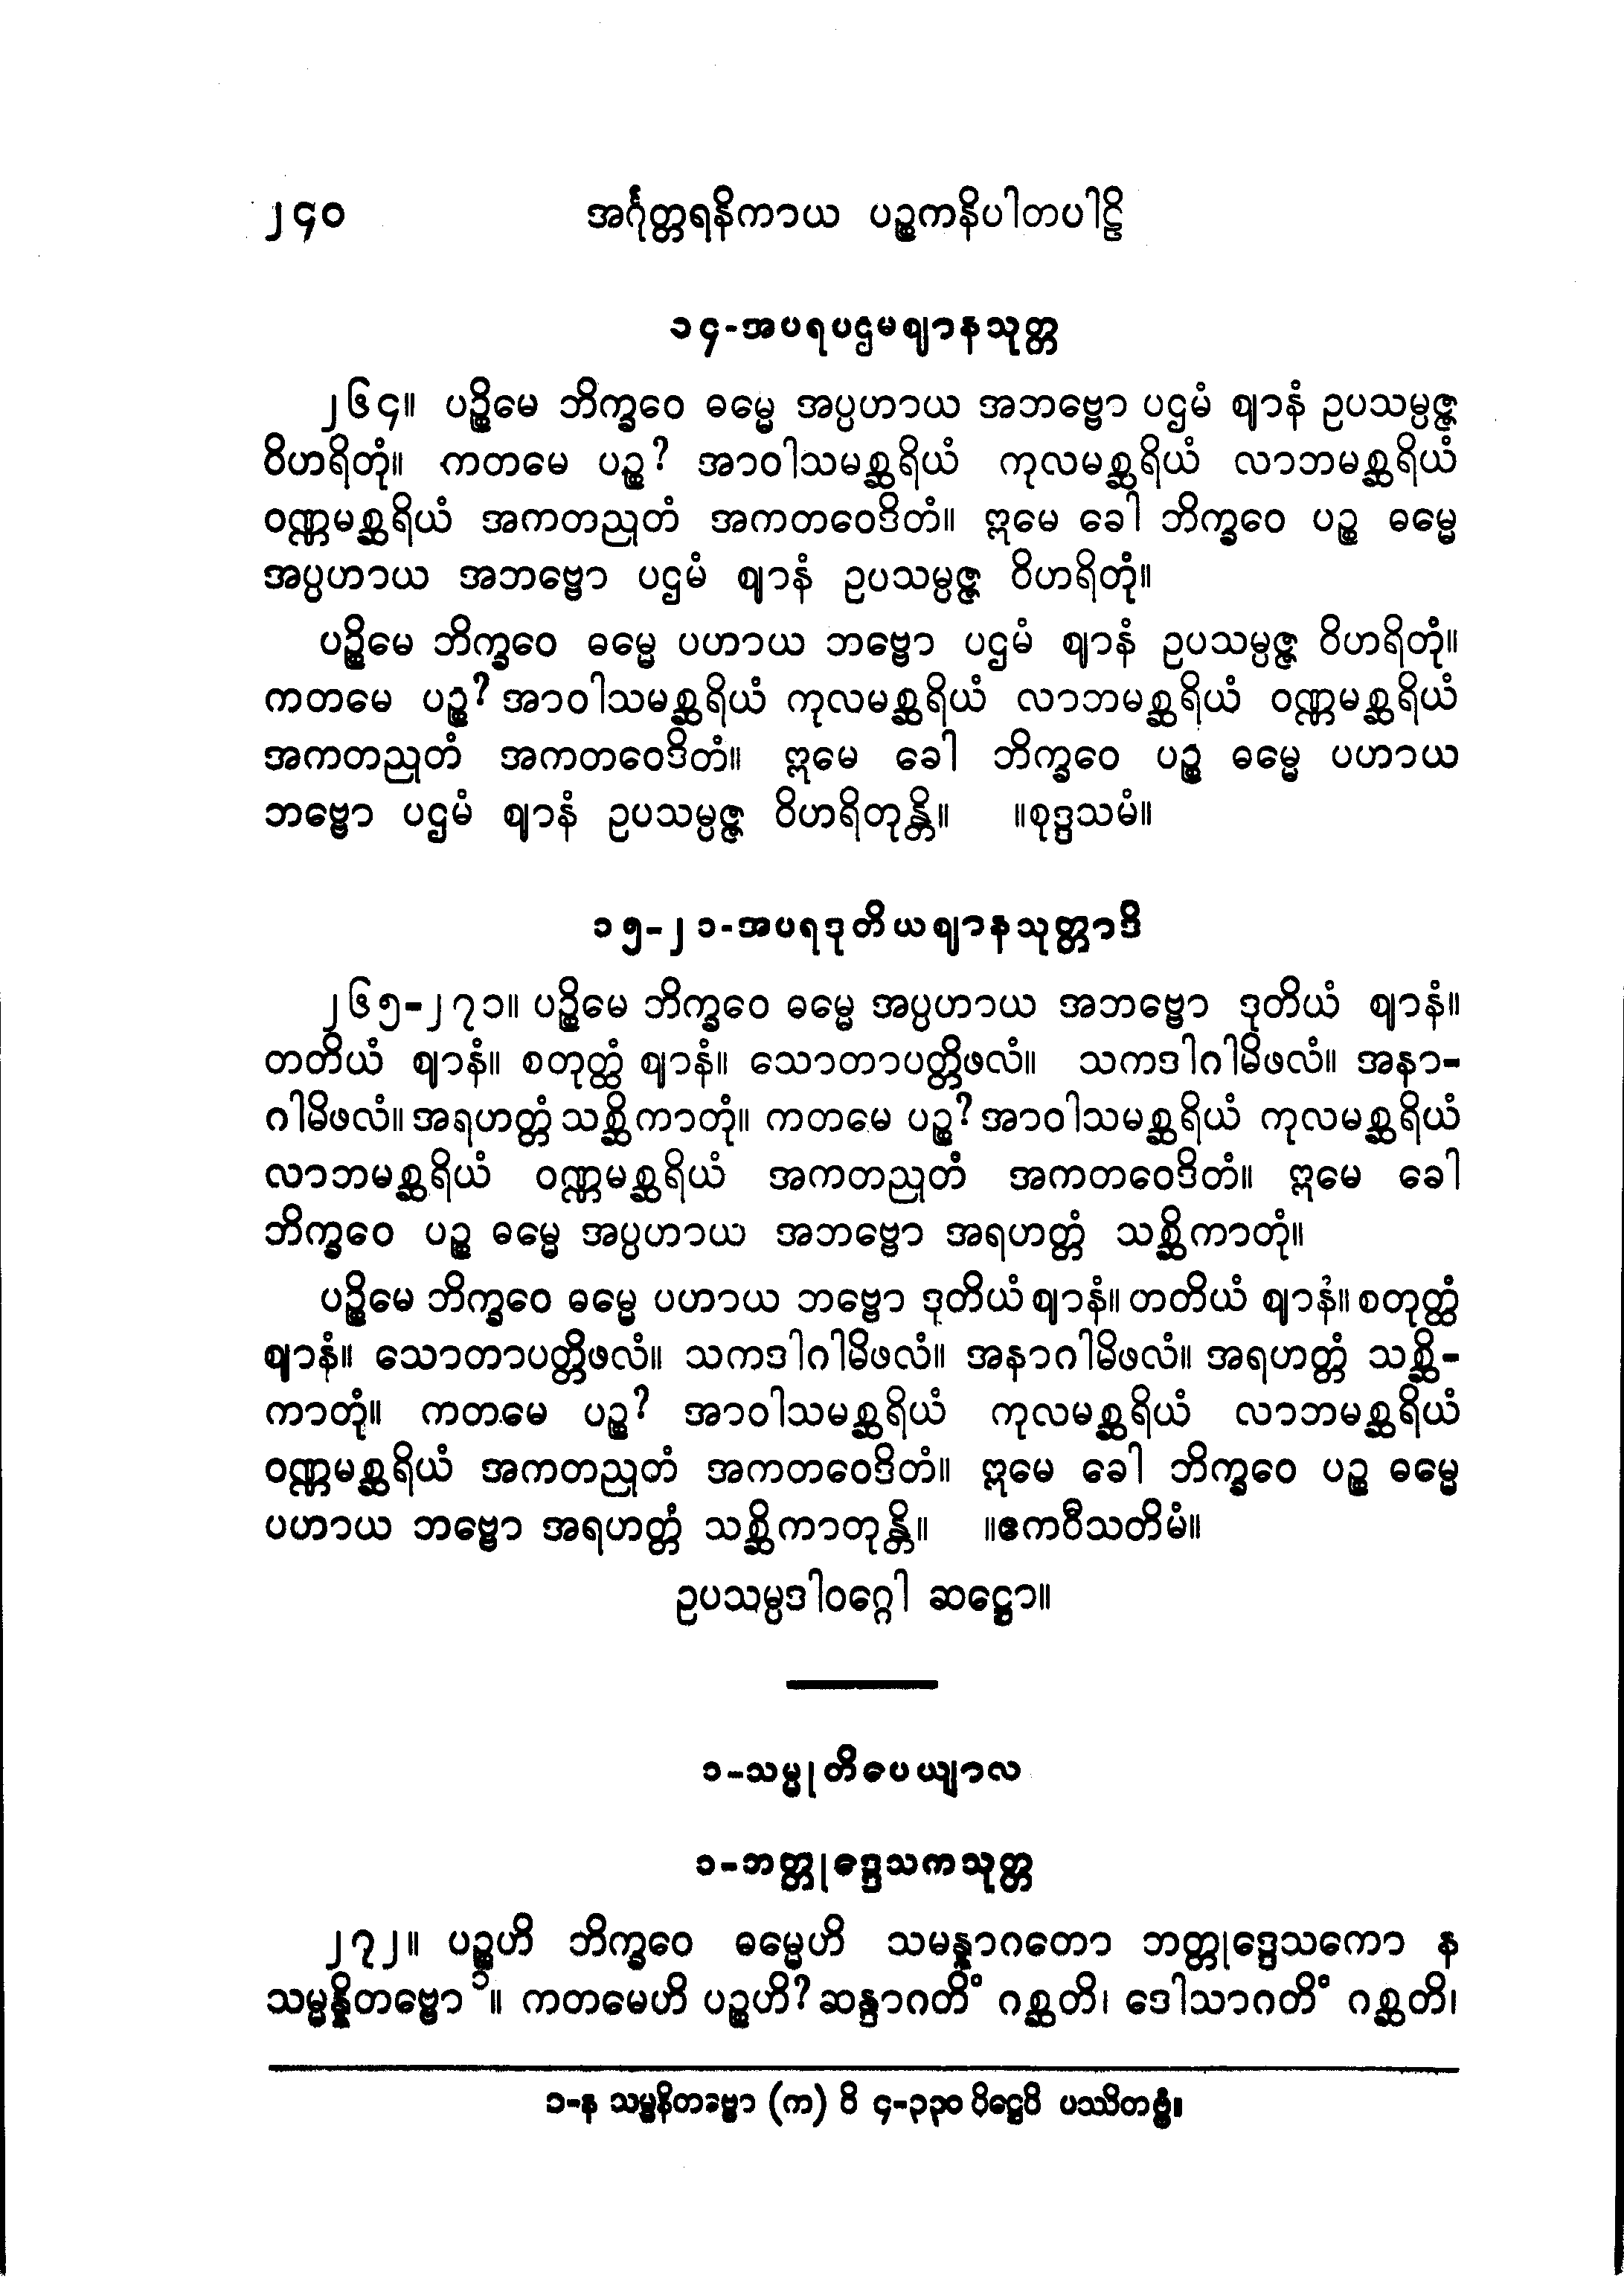 ၂၄၀ အင်္ဂုတ္တရနိကာယ ပဉ္စကနိပါတပါဠိ
၁၄-အပရပဌမဈာနသုတ္တ
၂၆၄။ ပဉ္စိမေ ဘိက္ခဝေ ဓမ္မေ အပ္ပဟာယ အဘဗ္ဗော ပဌမံ ဈာနံ ဥပသမ္ပဇ္ဇ
ဝိဟရိတုံ။ ကတမေ ပဉ္စ? အာဝါသမစ္ဆရိယံ ကုလမစ္ဆရိယံ လာဘမစ္ဆရိယံ
ဝဏ္ဏမစ္ဆရိယံ အကတညုတံ အကတဝေဒိတံ။ ဣမေ ခေါ ဘိက္ခဝေ ပဉ္စ ဓမ္မေ
အပ္ပဟာယ အဘဗ္ဗော ပဌမံ ဈာနံ ဥပသမ္ပဇ္ဇ ဝိဟရိတုံ။
ပဉ္စိမေ ဘိက္ခဝေ ဓမ္မေ ပဟာယ ဘဗ္ဗော ပဌမံ ဈာနံ ဥပသမ္ပဇ္ဇ ဝိဟရိတုံ။
ကတမေ ပဉ္စ? အာဝါသမစ္ဆရိယံ ကုလမစ္ဆရိယံ လာဘမစ္ဆရိယံ ဝဏ္ဏမစ္ဆရိယံ
အကတညုတံ အကတဝေဒိတံ။ ဣမေ ခေါ ဘိက္ခဝေ ပဉ္စ ဓမ္မေ ပဟာယ
ဘဗ္ဗော ပဌမံ ဈာနံ ဥပသမ္ပဇ္ဇ ဝိဟရိတုန္တိ။ ။စုဒ္ဒသမံ။
၁၅-၂၁-အပရဒုတိယဈာနသုတ္တာဒိ
၂၆၅-၂၇၁။ ပဉ္စိမေ ဘိက္ခဝေ ဓမ္မေ အပ္ပဟာယ အဘဗ္ဗော ဒုတိယံ ဈာနံ။
တတိယံ ဈာနံ။ စတုတ္ထံ ဈာနံ။ သောတာပတ္တိဖလံ။ သကဒါဂါမိဖလံ။ အနာ-
ဂါမိဖလံ။ အရဟတ္တံ သစ္ဆိကာတုံ။ ကတမေ ပဉ္စ? အာဝါသမစ္ဆရိယံ ကုလမစ္ဆရိယံ
လာဘမစ္ဆရိယံ ဝဏ္ဏမစ္ဆရိယံ အကတညုတံ အကတဝေဒိတံ။ ဣမေ ခေါ
ဘိက္ခဝေ ပဉ္စ ဓမ္မေ အပ္ပဟာယ အဘဗ္ဗော အရဟတ္တံ သစ္ဆိကာတုံ။
ပဉ္စိမေ ဘိက္ခဝေ ဓမ္မေ ပဟာယ ဘဗ္ဗော ဒုတိယံ ဈာနံ။ တတိယံ ဈာနံ။ စတုတ္ထံ
ဈာနံ။ သောတာပတ္တိဖလံ။ သကဒါဂါမိဖလံ။ အနာဂါမိဖလံ။ အရဟတ္တံ သစ္ဆိ-
ကာတုံ။ ကတမေ ပဉ္စ? အာဝါသမစ္ဆရိယံ ကုလမစ္ဆရိယံ လာဘမစ္ဆရိယံ
ဝဏ္ဏမစ္ဆရိယံ အကတညုတံ အကတဝေဒိတံ။ ဣမေ ခေါ ဘိက္ခဝေ ပဉ္စ ဓမ္မေ
ပဟာယ ဘဗ္ဗော အရဟတ္တံ သစ္ဆိကာတုန္တိ။ ။ဧကဝီသတိမံ။
ဥပသမ္ပဒါဝဂ္ဂေါ ဆဋ္ဌော။
၁-သမ္မုတိပေယျာလ
၁-ဘတ္တုဒ္ဒေသကသုတ္တ
၂၇၂။ ပဉ္စဟိ ဘိက္ခဝေ ဓမ္မေဟိ သမန္နာဂတော ဘတ္တုဒ္ဒေသကော န
သမ္မန္နိတဗ္ဗော ၁။ ကတမေဟိ ပဉ္စဟိ? ဆန္ဒာဂတိံ ဂစ္ဆတိ၊ ဒေါသာဂတိံ ဂစ္ဆတိ၊
၁-န သမ္မနိတဗ္ဗော (က) ဝိ ၄-၃၃၀ ပိဋ္ဌေပိ ပဿိတဗ္ဗံ။